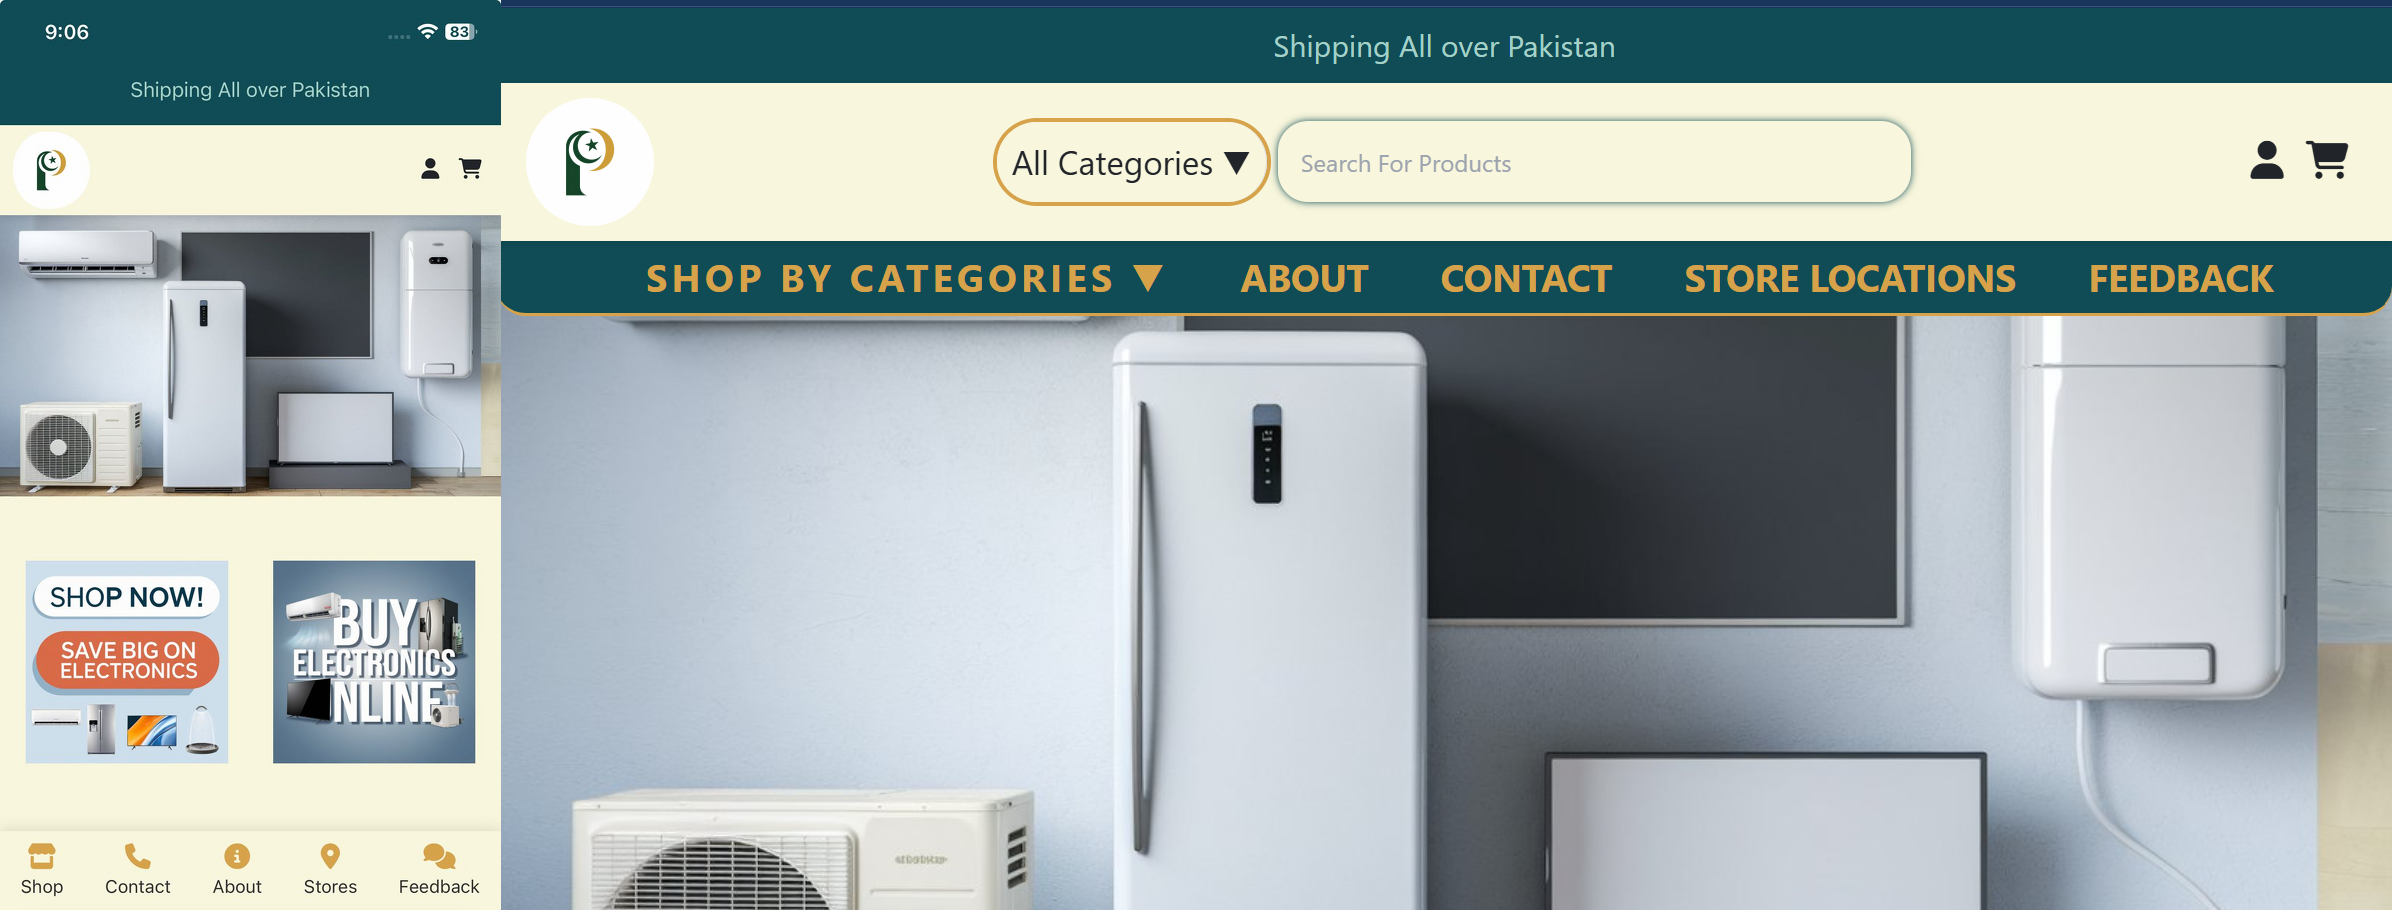 9:06
83
Shipping All over Pakistan
SHOP NOW!
SAVE BIG ON
ELECTRONICS
BUY
ELECTRONICS
NLINE
Shop
Contact
About
Stores
Feedback
Shipping All over Pakistan
All Categories ▼
Search For Products
SHOP BY CATEGORIES ▼
ABOUT
CONTACT
STORE LOCATIONS
FEEDBACK